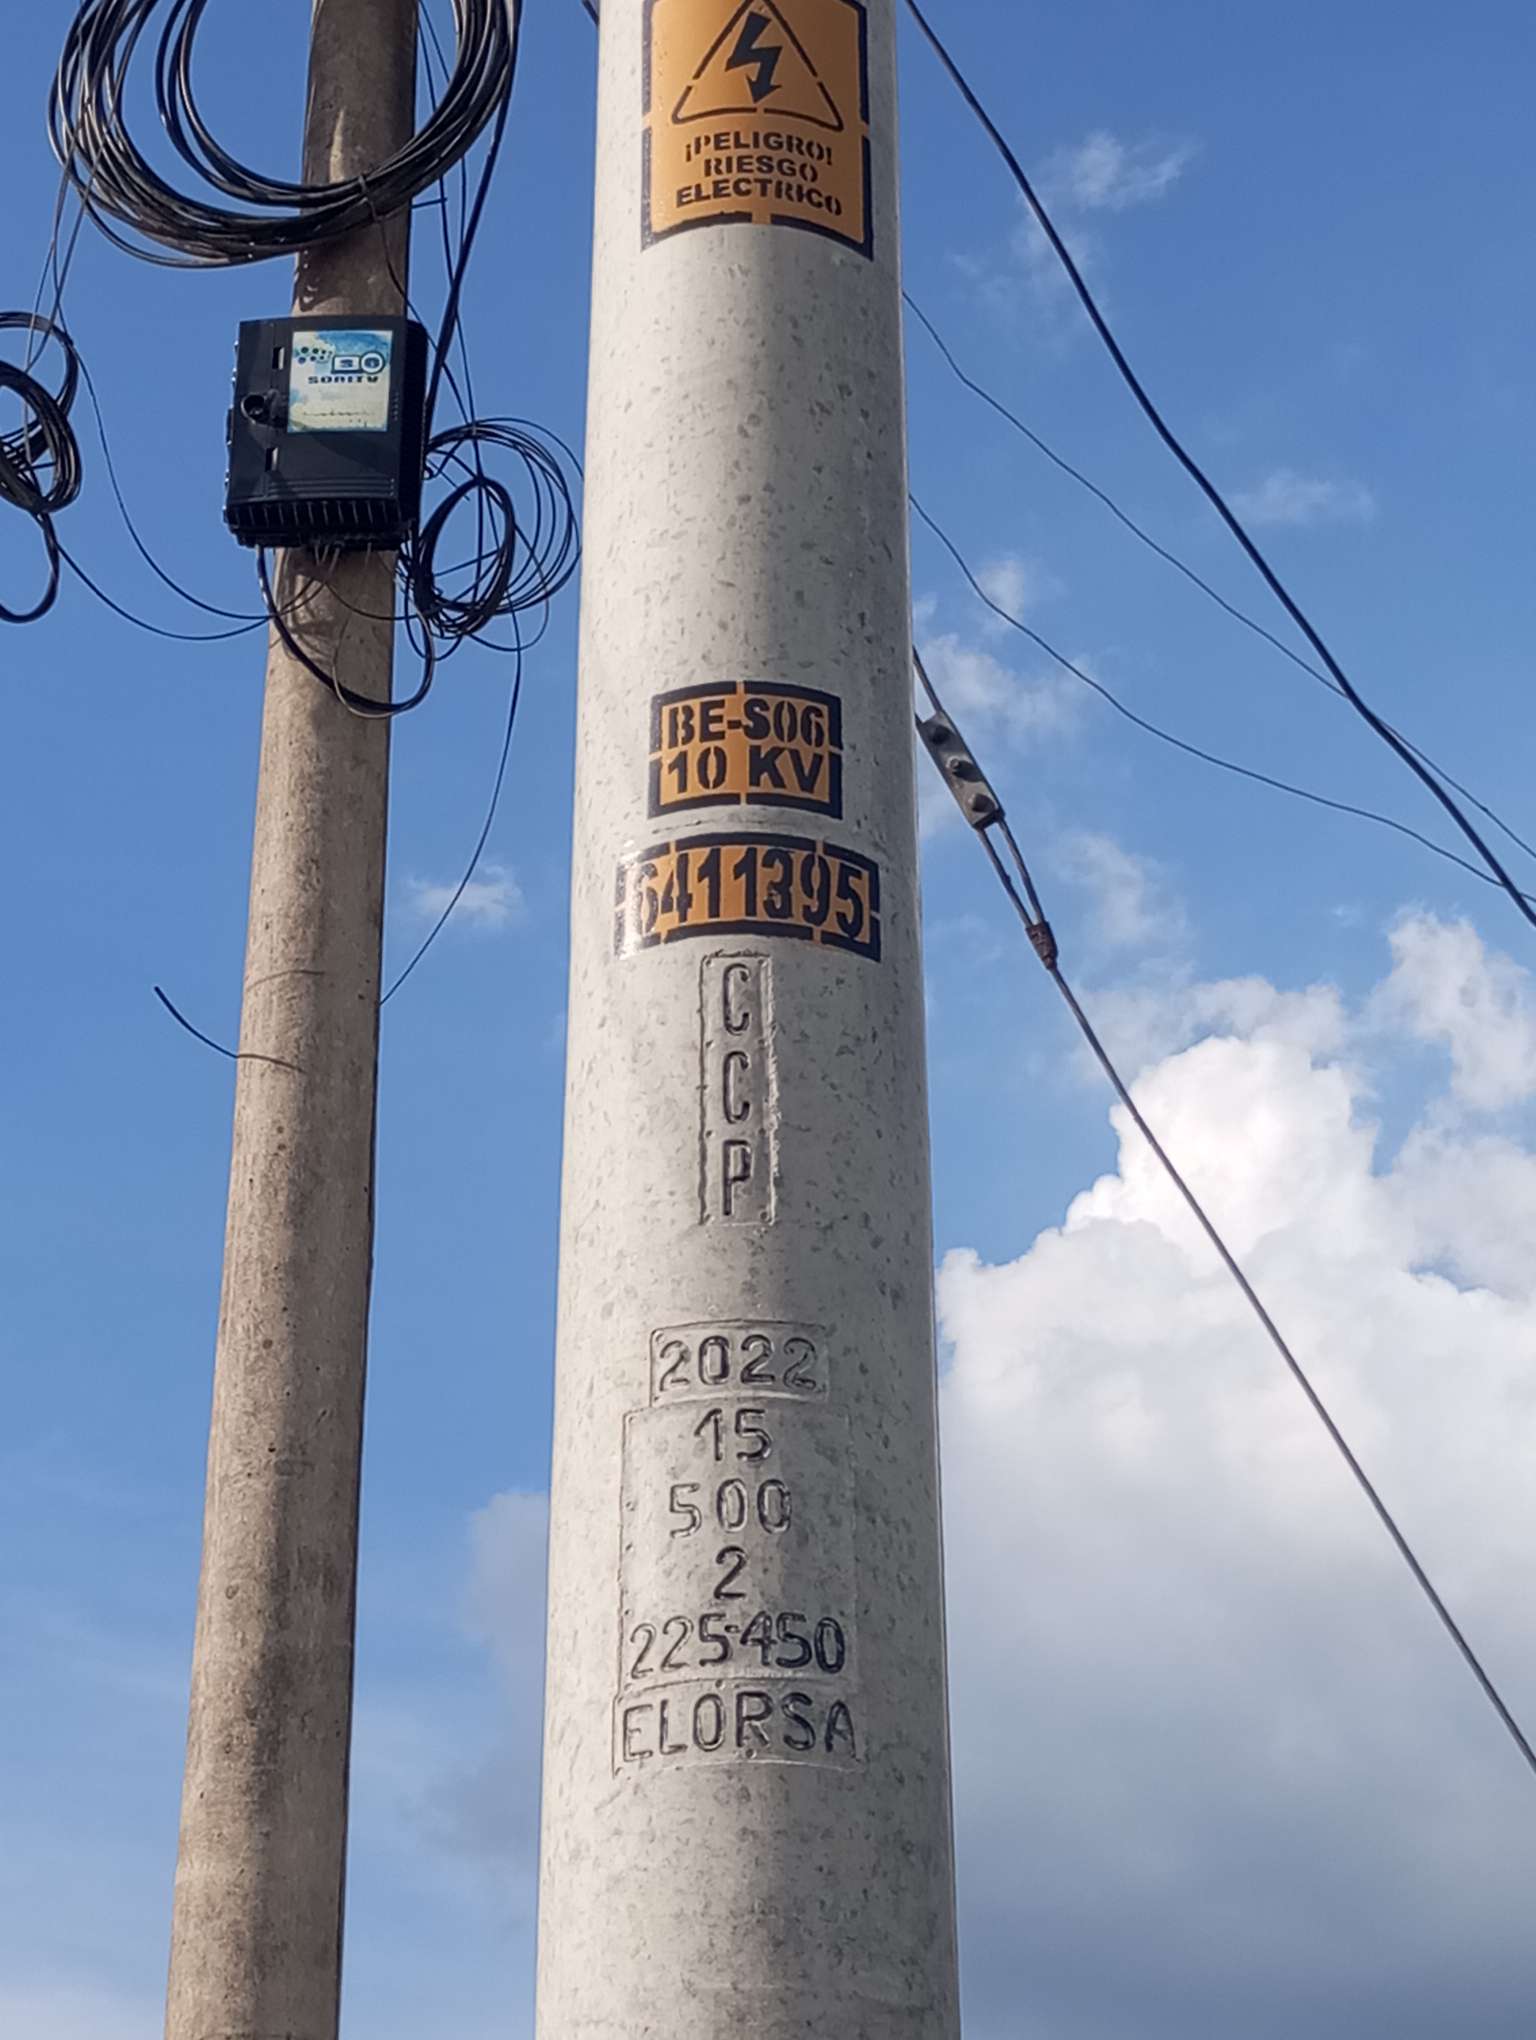 ¡PELIGRO!
RIESGO
ELECTRICO
BE-S06
10 KV
6411395
C
C
P
2022
15
500
2
225-450
ELORSA